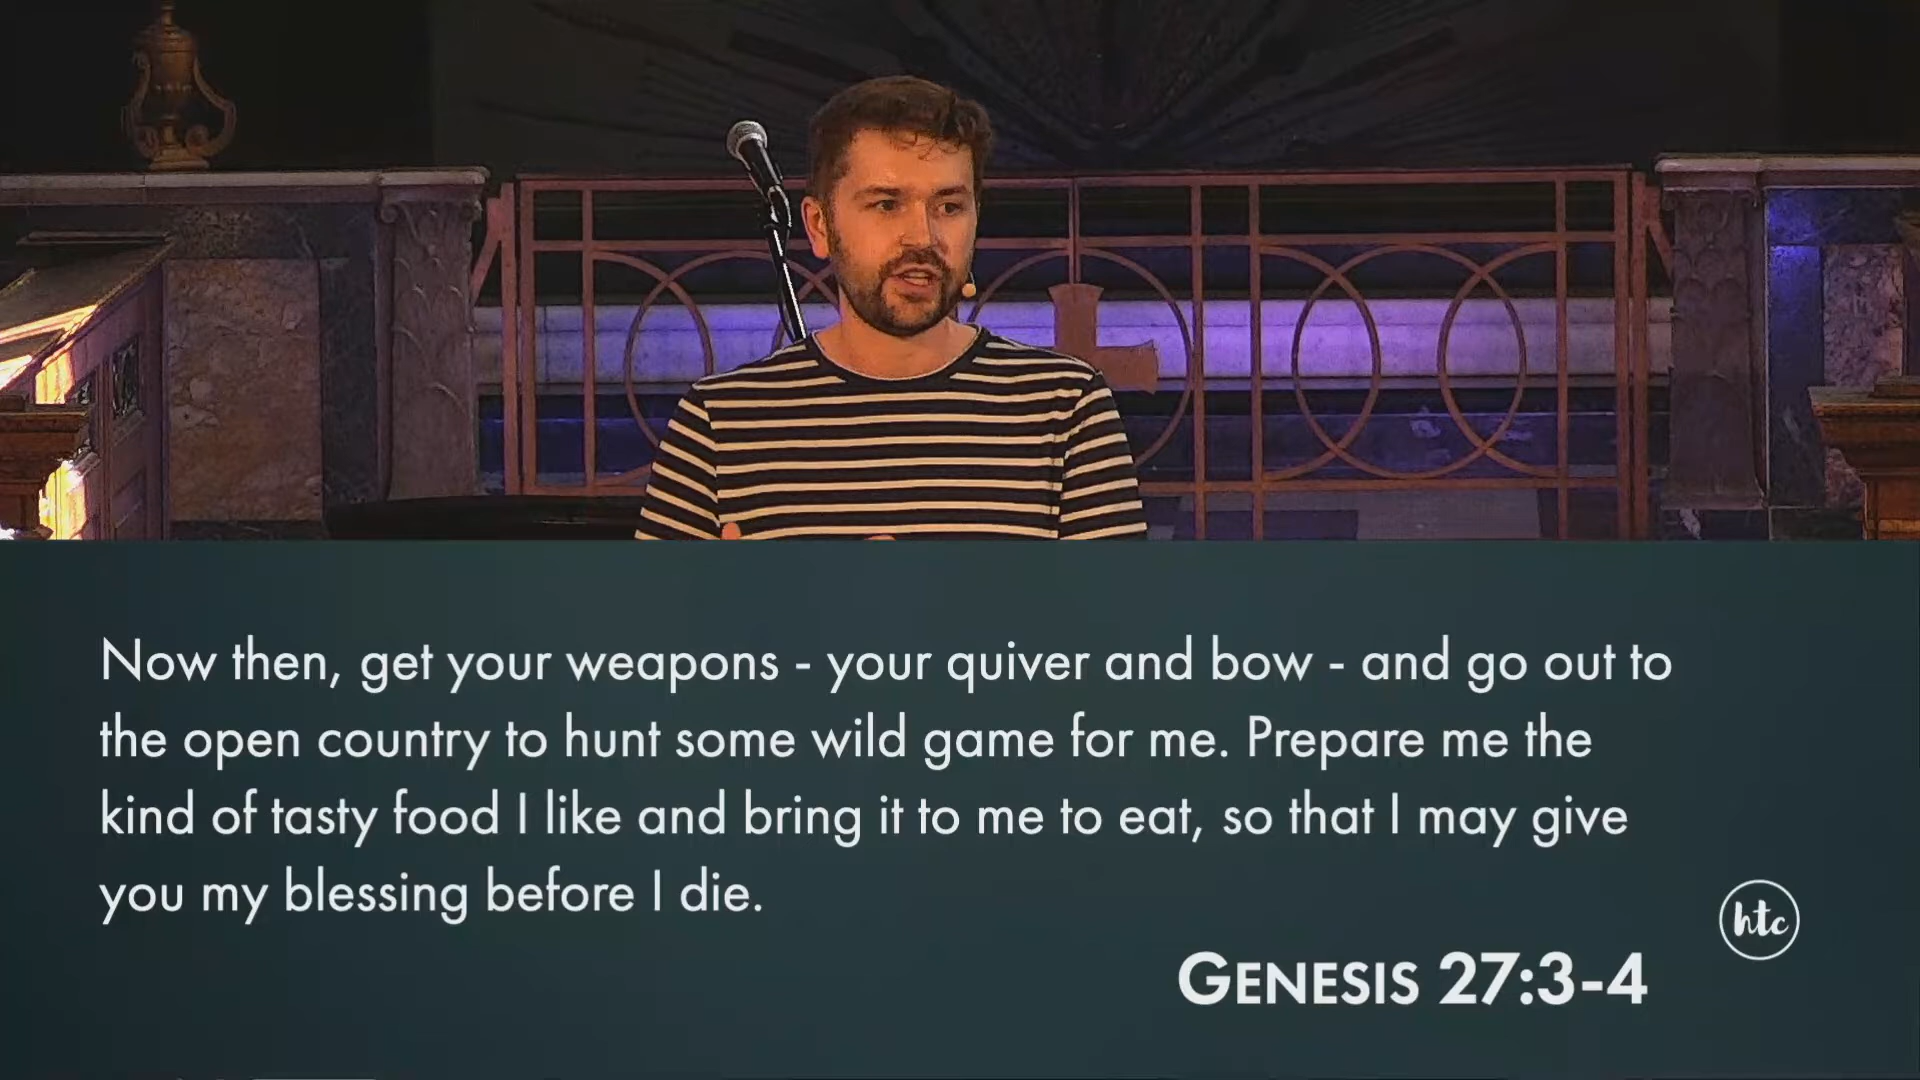 Now then, get your weapons - your quiver and bow - and go out to
the open country to hunt some wild game for me. Prepare me the
kind of tasty food I like and bring it to me to eat, so that I may give
you my blessing before I die.
htc
GENESIS 27:3-4